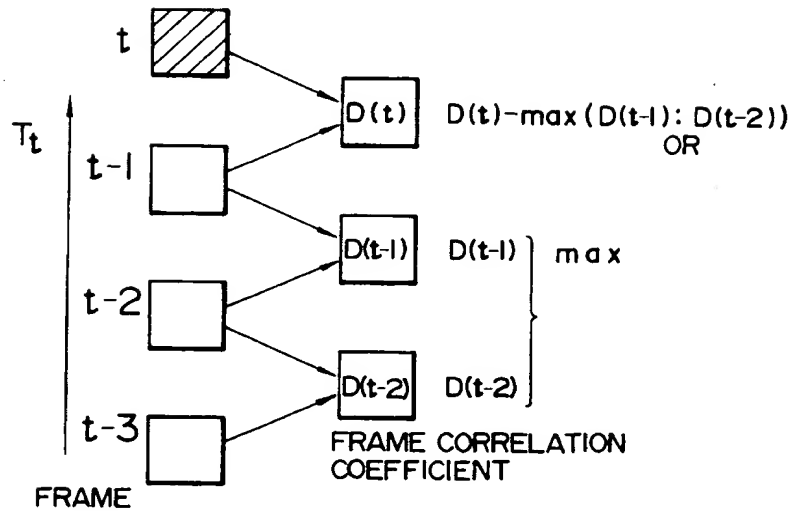 t
D(t) D(t)-max(D(t-1): D(t-2))
OR
Tt
t-1
D(t-1) D(t-1) max
t-2
D(t-2) D(t-2)
t-3
FRAME CORRELATION
COEFFICIENT
FRAME